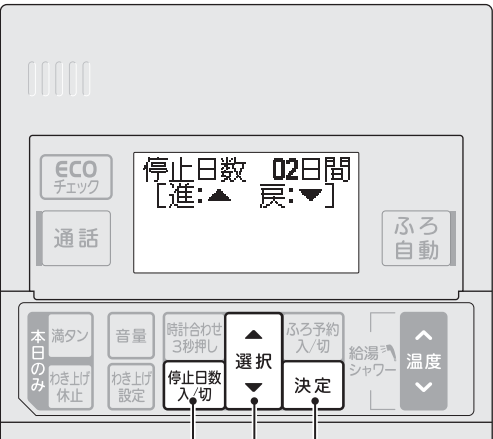 ECO
チェック
停止日数 02日間
[進:▲ 戻:▼]
通話
ふろ
自動
本日のみ
満タン
わき上げ
休止
音量
わき上げ
設定
時計合わせ
3秒押し
停止日数
入/切
▲
選択
▼
ふろ予約
入/切
決定
給湯
シャワー
温度